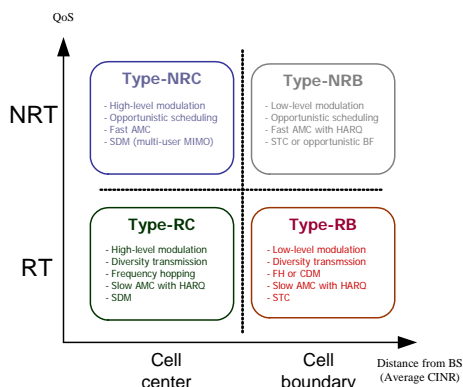 QoS
NRT
Type-NRC
- High-level modulation
- Opportunistic scheduling
- Fast AMC
- SDM (multi-user MIMO)
Type-NRB
- Low-level modulation
- Opportunistic scheduling
- Fast AMC with HARQ
- STC or opportunistic BF
RT
Type-RC
- High-level modulation
- Diversity transmission
- Frequency hopping
- Slow AMC with HARQ
- SDM
Type-RB
- Low-level modulation
- Diversity transmssion
- FH or CDM
- Slow AMC with HARQ
- STC
Cell
center
Cell
boundary
Distance from BS
(Average CINR)